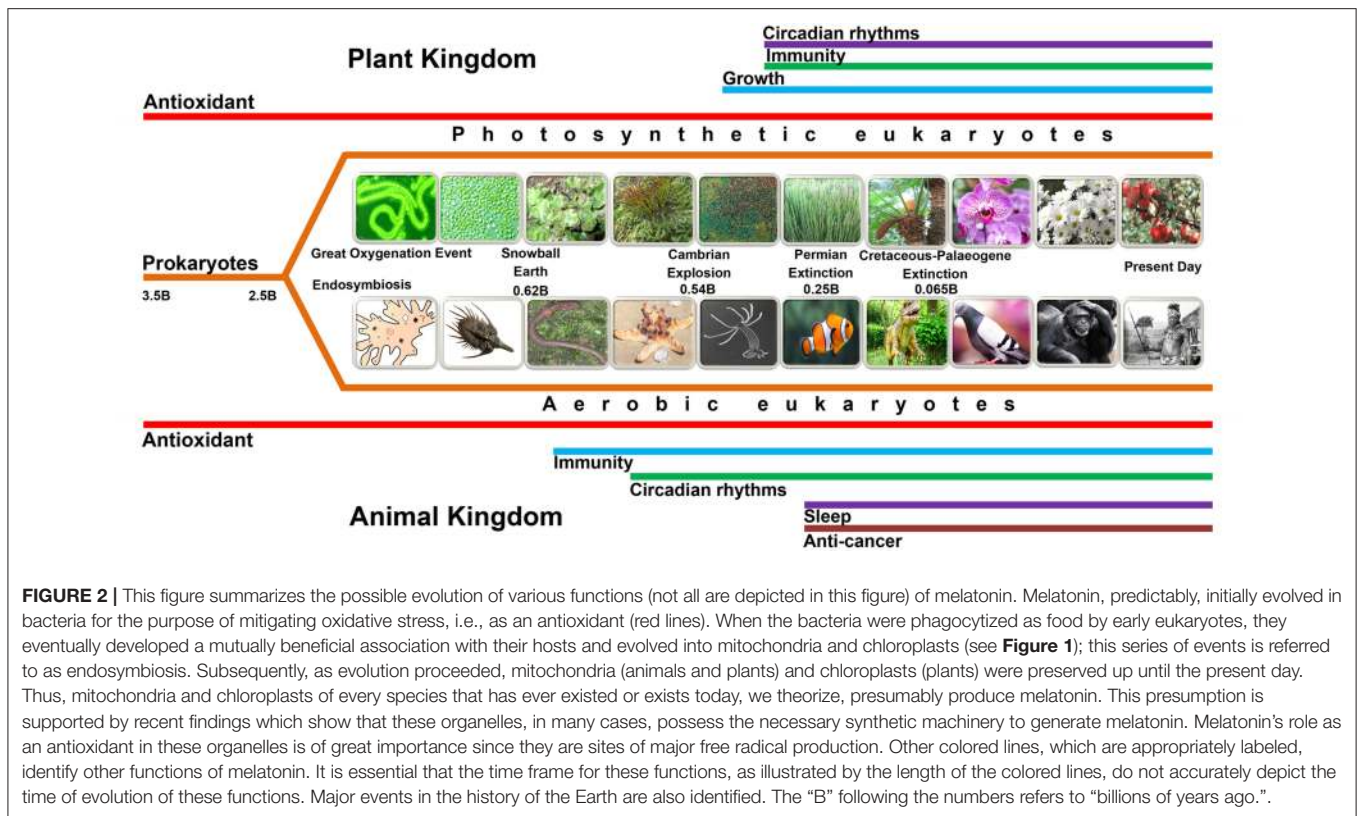 Circadian rhythms
Plant Kingdom
Immunity
Growth
Antioxidant
Photosynthetic eukaryotes
Great Oxygenation Event
Snowball
Earth
0.62B
Cambrian
Explosion
0.54B
Permian
Extinction
0.25B
Cretaceous-Palaeogene
Extinction
0.065B
Present Day
Prokaryotes
3.5B 2.5B
Endosymbiosis
Aerobic eukaryotes
Antioxidant
Immunity
Circadian rhythms
Animal Kingdom
Sleep
Anti-cancer
FIGURE 2 | This figure summarizes the possible evolution of various functions (not all are depicted in this figure) of melatonin. Melatonin, predictably, initially evolved in
bacteria for the purpose of mitigating oxidative stress, i.e., as an antioxidant (red lines). When the bacteria were phagocytized as food by early eukaryotes, they
eventually developed a mutually beneficial association with their hosts and evolved into mitochondria and chloroplasts (see Figure 1); this series of events is referred
to as endosymbiosis. Subsequently, as evolution proceeded, mitochondria (animals and plants) and chloroplasts (plants) were preserved up until the present day.
Thus, mitochondria and chloroplasts of every species that has ever existed or exists today, we theorize, presumably produce melatonin. This presumption is
supported by recent findings which show that these organelles, in many cases, possess the necessary synthetic machinery to generate melatonin. Melatonin's role as
an antioxidant in these organelles is of great importance since they are sites of major free radical production. Other colored lines, which are appropriately labeled,
identify other functions of melatonin. It is essential that the time frame for these functions, as illustrated by the length of the colored lines, do not accurately depict the
time of evolution of these functions. Major events in the history of the Earth are also identified. The “B” following the numbers refers to “billions of years ago.”.